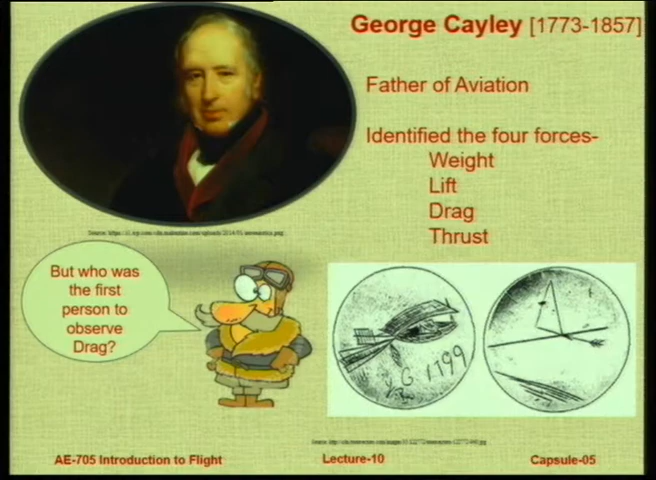 George Cayley [1773-1857]
Father of Aviation
Identified the four forces-
Weight
Lift
Drag
Thrust
But who was
the first
person to
observe
Drag?
G 1799
AE-705 Introduction to Flight
Lecture-10
Capsule-05